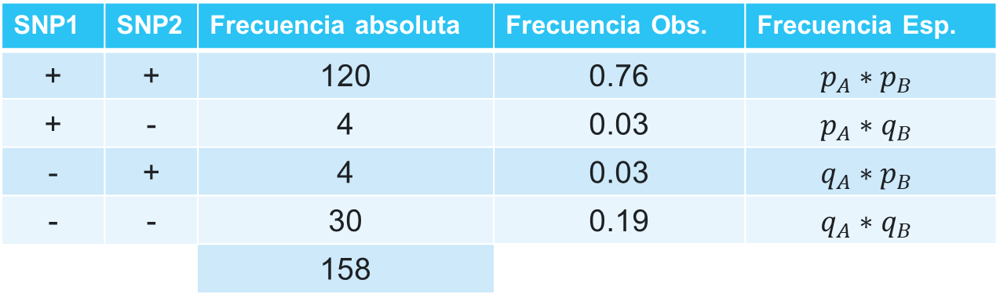 SNP1 SNP2 Frecuencia absoluta Frecuencia Obs. Frecuencia Esp.
+ + 120 0.76 p_A * p_B
+ - 4 0.03 p_A * q_B
- + 4 0.03 q_A * p_B
- - 30 0.19 q_A * q_B
158